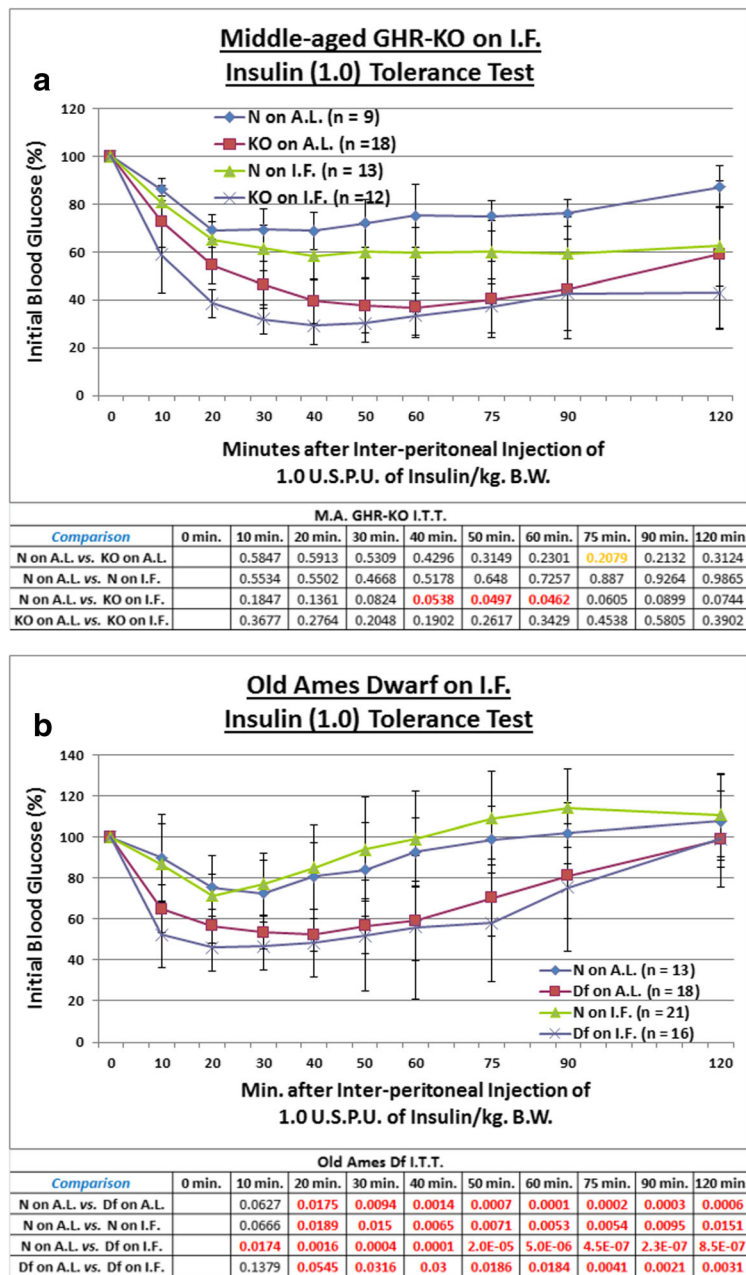 Middle-aged GHR-KO on I.F.
Insulin (1.0) Tolerance Test
a
N on A.L. (n = 9)
KO on A.L. (n =18)
N on I.F. (n = 13)
KO on I.F. (n =12)
Initial Blood Glucose (%)
120
100
80
60
40
20
0
0 10 20 30 40 50 60 75 90 120
Minutes after Inter-peritoneal Injection of
1.0 U.S.P.U. of Insulin/kg. B.W.
M.A. GHR-KO I.T.T.
Comparison 0 min. 10 min. 20 min. 30 min. 40 min. 50 min. 60 min. 75 min. 90 min. 120 min.
N on A.L. vs. KO on A.L. 0.5847 0.5913 0.5309 0.4296 0.3149 0.2301 0.2079 0.2132 0.3124
N on A.L. vs. N on I.F. 0.5534 0.5502 0.4668 0.5178 0.648 0.7257 0.887 0.9264 0.9865
N on A.L. vs. KO on I.F. 0.1847 0.1361 0.0824 0.0538 0.0497 0.0462 0.0605 0.0899 0.0744
KO on A.L. vs. KO on I.F. 0.3677 0.2764 0.2048 0.1902 0.2617 0.3429 0.4538 0.5805 0.3902
Old Ames Dwarf on I.F.
Insulin (1.0) Tolerance Test
b
Initial Blood Glucose (%)
140
120
100
80
60
40
20
0
N on A.L. (n = 13)
Df on A.L. (n = 18)
N on I.F. (n = 21)
Df on I.F. (n = 16)
0 10 20 30 40 50 60 75 90 120
Min. after Inter-peritoneal Injection of
1.0 U.S.P.U. of Insulin/kg. B.W.
Old Ames Df I.T.T.
Comparison 0 min. 10 min. 20 min. 30 min. 40 min. 50 min. 60 min. 75 min. 90 min. 120 min.
N on A.L. vs. Df on A.L. 0.0627 0.0175 0.0094 0.0014 0.0007 0.0001 0.0002 0.0003 0.0006
N on A.L. vs. N on I.F. 0.0666 0.0189 0.015 0.0065 0.0071 0.0053 0.0054 0.0095 0.0151
N on A.L. vs. Df on I.F. 0.0174 0.0016 0.0004 0.0001 2.0E-05 5.0E-06 4.5E-07 2.3E-07 8.5E-07
Df on A.L. vs. Df on I.F. 0.1379 0.0545 0.0316 0.03 0.0186 0.0184 0.0041 0.0021 0.0031